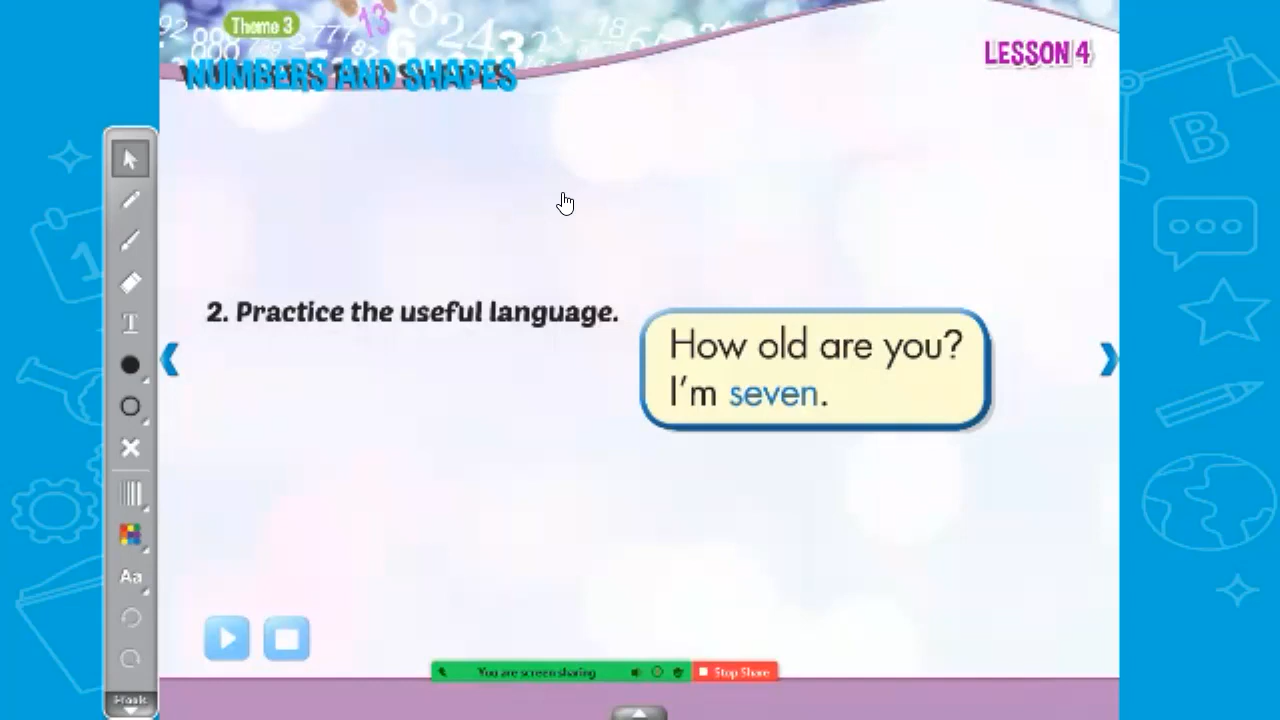 Theme 3
NUMBERS AND SHAPES
LESSON 4
2. Practice the useful language.
How old are you?
I'm seven.
T
Aa
You are screen sharing
Stop Share